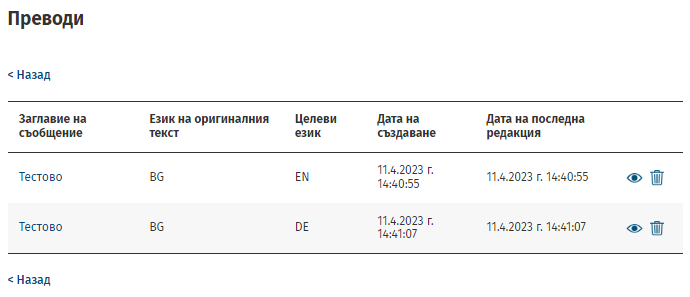 Преводи
< Назад
Заглавие на съобщение Език на оригиналния текст Целеви език Дата на създаване Дата на последна редакция
Тестово BG EN 11.4.2023 г. 14:40:55 11.4.2023 г. 14:40:55
Тестово BG DE 11.4.2023 г. 14:41:07 11.4.2023 г. 14:41:07
< Назад